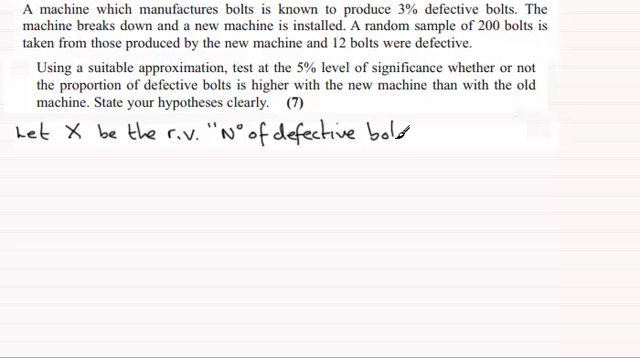 A machine which manufactures bolts is known to produce 3% defective bolts. The
machine breaks down and a new machine is installed. A random sample of 200 bolts is
taken from those produced by the new machine and 12 bolts were defective.
Using a suitable approximation, test at the 5% level of significance whether or not
the proportion of defective bolts is higher with the new machine than with the old
machine. State your hypotheses clearly. (7)
Let X be the r.v. "N° of defective bol